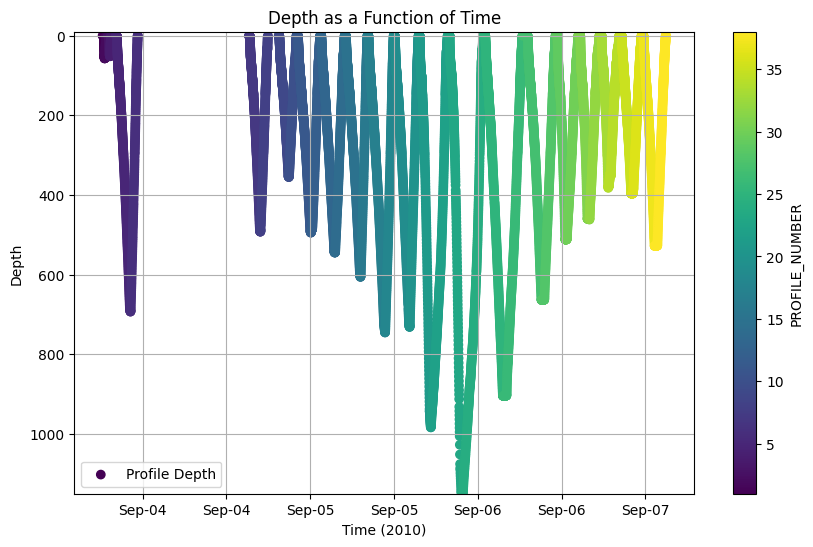 Depth as a Function of Time
0
200
400
600
800
1000
Depth
Profile Depth
Sep-04
Sep-04
Sep-05
Sep-05
Sep-06
Sep-06
Sep-07
Time (2010)
35
30
25
20
15
10
5
PROFILE_NUMBER